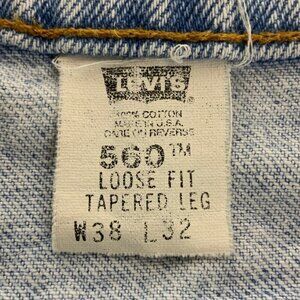 LEVI'S
100% COTTON
MADE IN U.S.A.
CARE ON REVERSE
560™
LOOSE FIT
TAPERED LEG
W38 L32